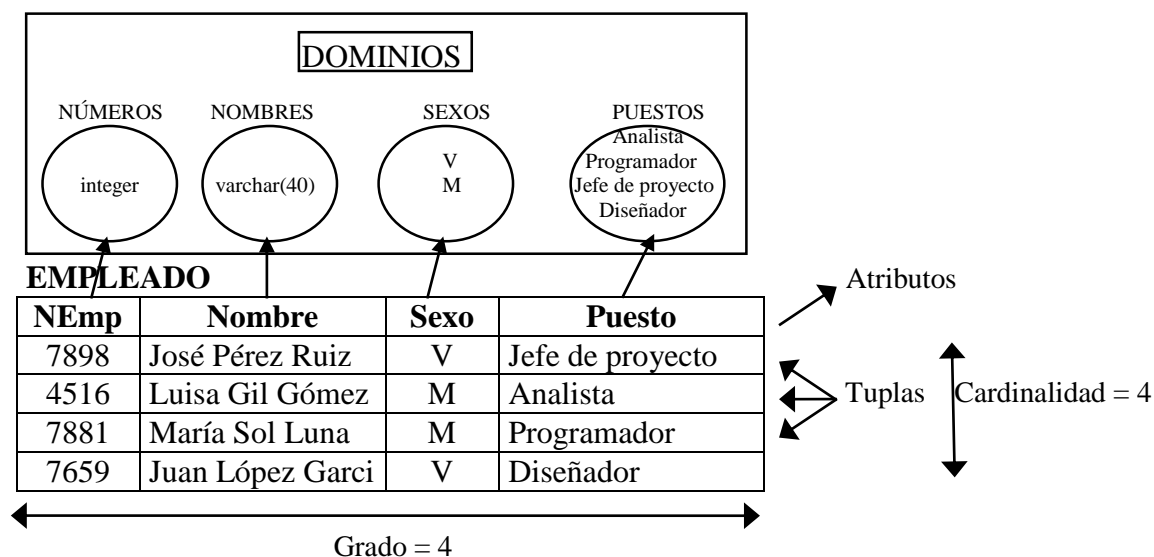 DOMINIOS
NÚMEROS NOMBRES SEXOS PUESTOS
integer
varchar(40)
V
M
Analista
Programador
Jefe de proyecto
Diseñador
EMPLEADO
NEmp Nombre Sexo Puesto
7898 José Pérez Ruiz V Jefe de proyecto
4516 Luisa Gil Gómez M Analista
7881 María Sol Luna M Programador
7659 Juan López Garci V Diseñador
Atributos
Tuplas
Cardinalidad = 4
Grado = 4